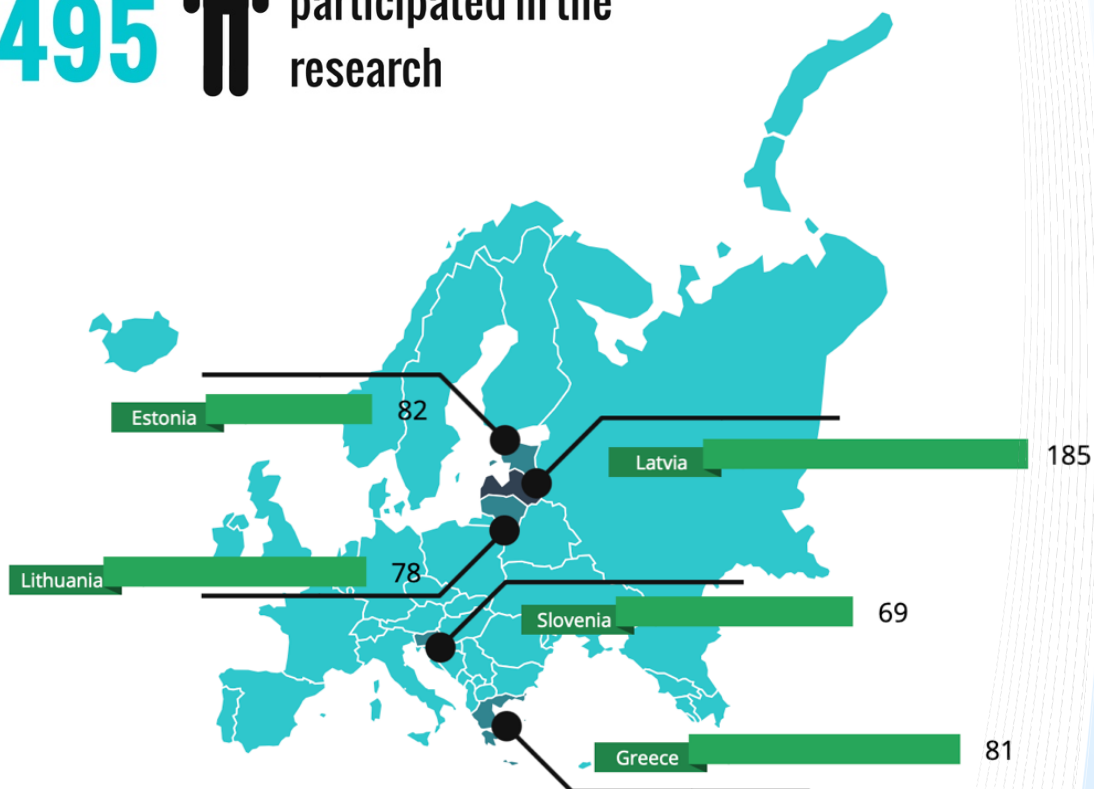 495
participated in the
research
Estonia
82
Latvia
185
Lithuania
78
Slovenia
69
Greece
81